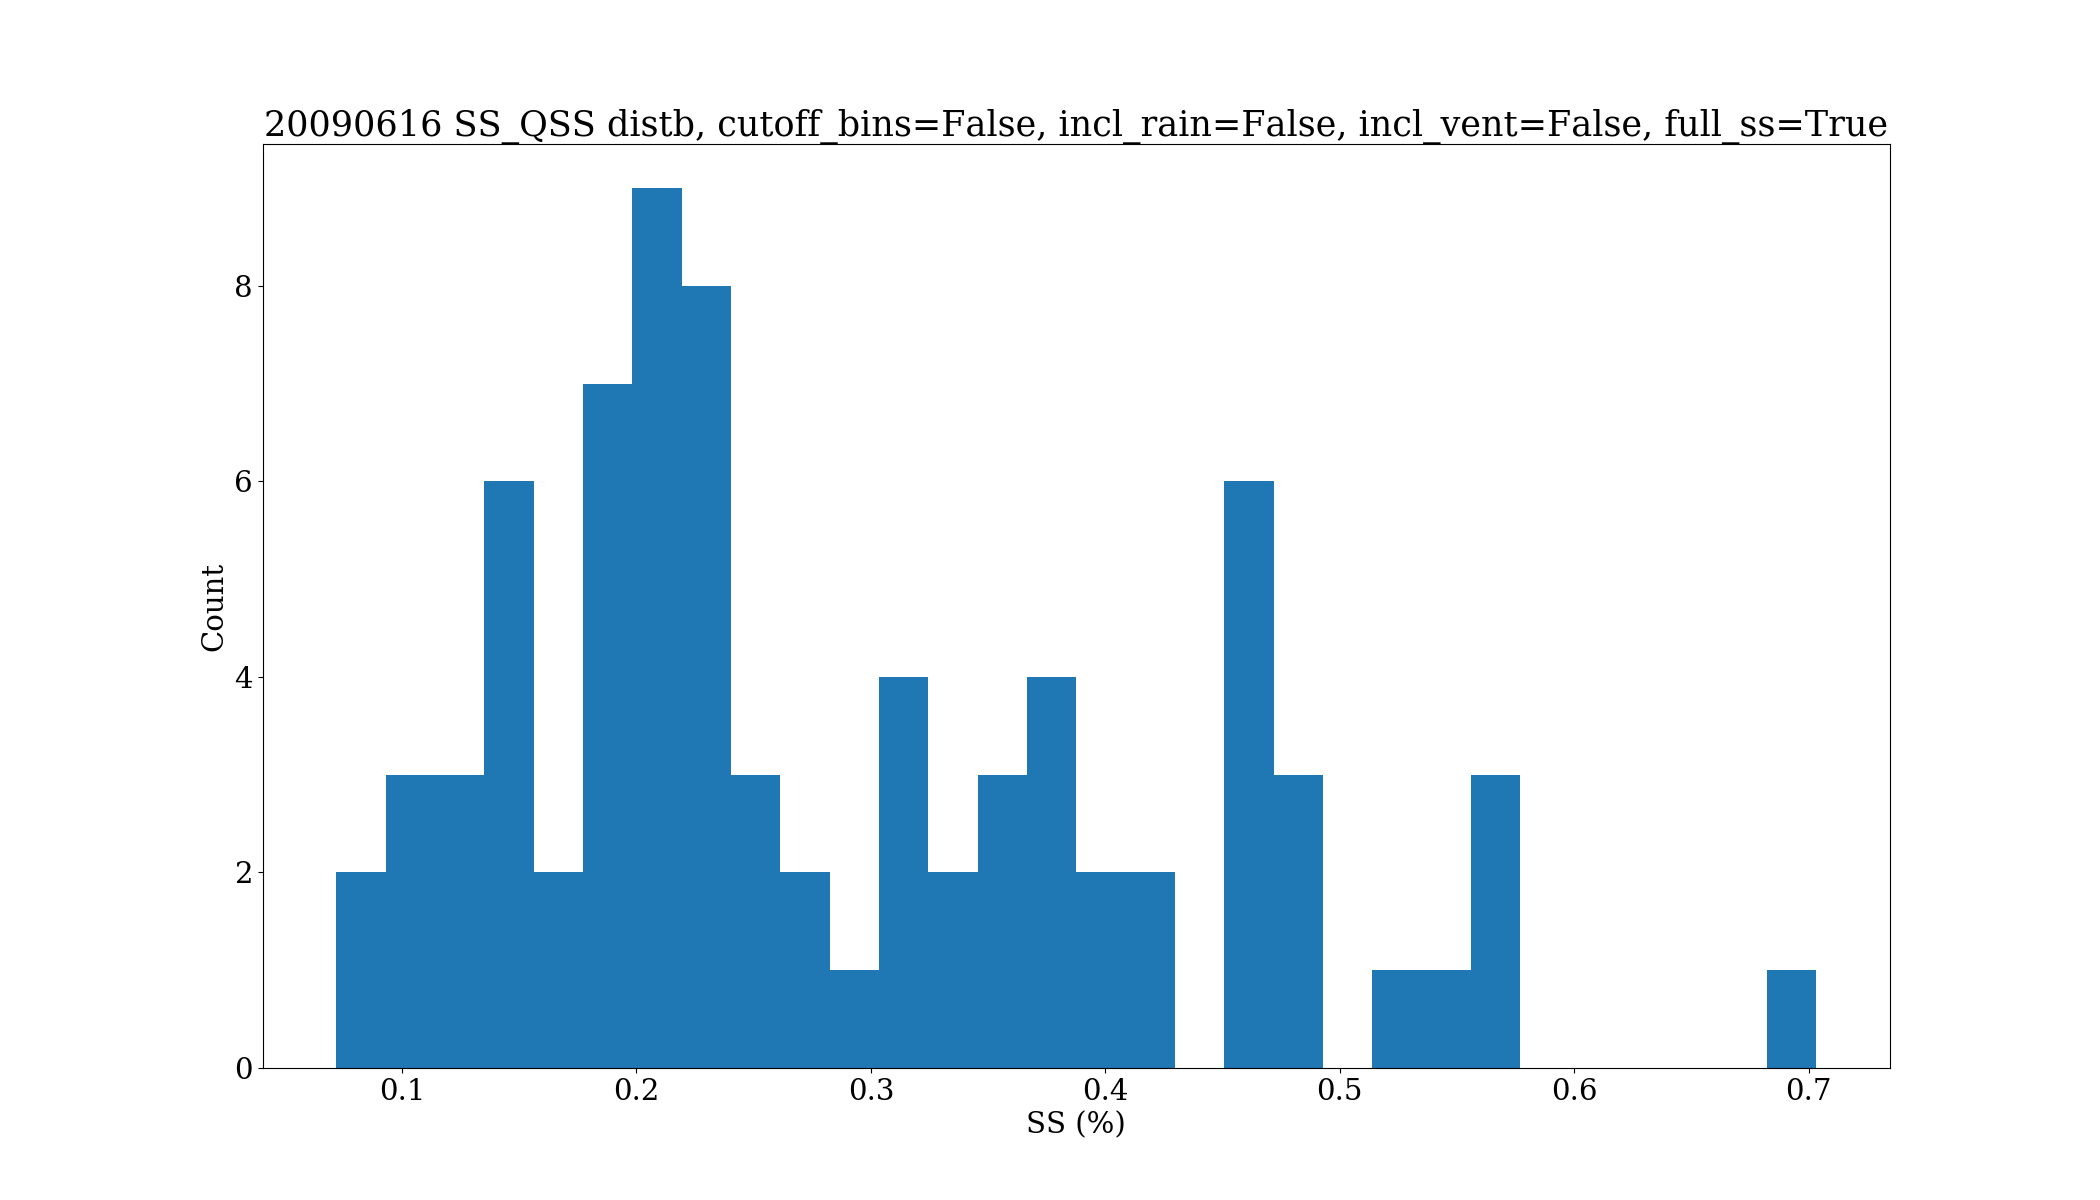 20090616 SS_QSS distb, cutoff_bins=False, incl_rain=False, incl_vent=False, full_ss=True
8
6
4
2
0
Count
0.1 0.2 0.3 0.4 0.5 0.6 0.7
SS (%)